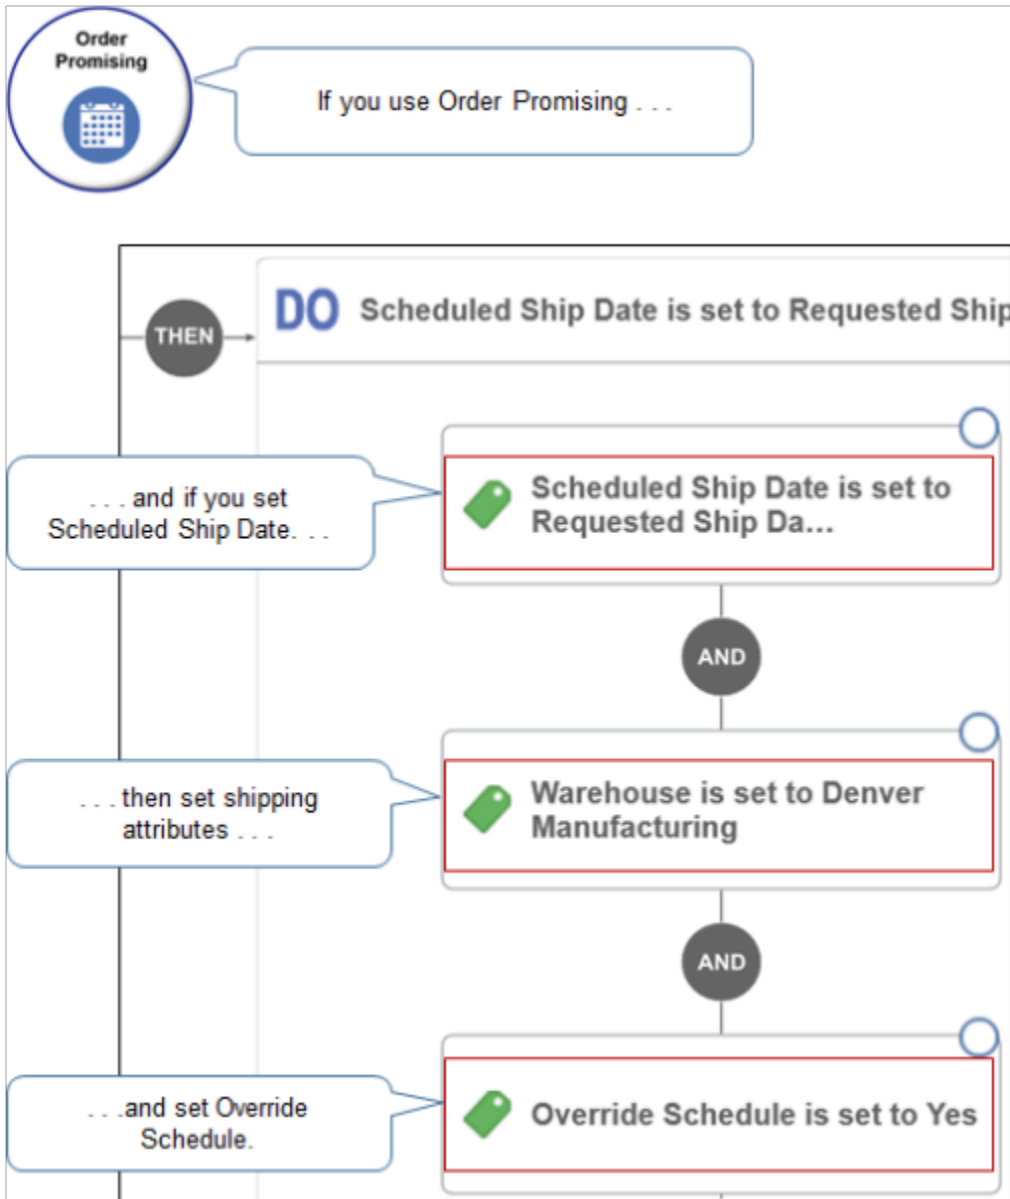 Order
Promising
If you use Order Promising . . .
DO Scheduled Ship Date is set to Requested Ship
THEN
. . . and if you set
Scheduled Ship Date. . .
Scheduled Ship Date is set to
Requested Ship Da...
AND
. . . then set shipping
attributes . . .
Warehouse is set to Denver
Manufacturing
AND
. . .and set Override
Schedule.
Override Schedule is set to Yes